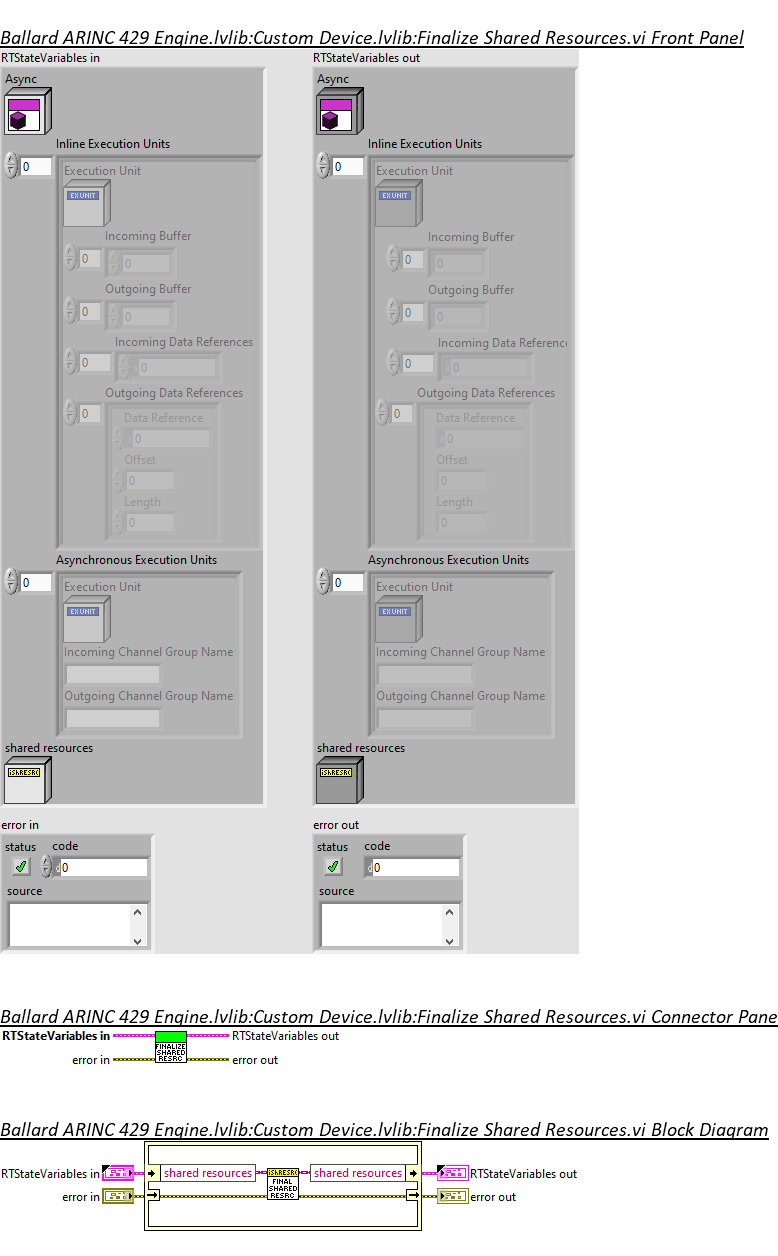 Ballard ARINC 429 Engine.lvlib:Custom Device.lvlib:Finalize Shared Resources.vi Front Panel
RTStateVariables in
Async
Inline Execution Units
0
Execution Unit
EX UNIT
Incoming Buffer
0
0
Outgoing Buffer
0
0
Incoming Data References
0
0
Outgoing Data References
0
Data Reference
0
Offset
0
Length
0
Asynchronous Execution Units
0
Execution Unit
EX UNIT
Incoming Channel Group Name
Outgoing Channel Group Name
shared resources
iShRESRC
RTStateVariables out
Async
Inline Execution Units
0
Execution Unit
EX UNIT
Incoming Buffer
0
0
Outgoing Buffer
0
0
Incoming Data Referenc
0
0
Outgoing Data References
0
Data Reference
0
Offset
0
Length
0
Asynchronous Execution Units
0
Execution Unit
EX UNIT
Incoming Channel Group Name
Outgoing Channel Group Name
shared resources
iShRESRC
error in
status code
0
source
error out
status code
0
source
Ballard ARINC 429 Engine.lvlib:Custom Device.lvlib:Finalize Shared Resources.vi Connector Pane
RTStateVariables in
RTStateVariables out
error in
error out
FINALIZE
SHARED
RESRC
Ballard ARINC 429 Engine.lvlib:Custom Device.lvlib:Finalize Shared Resources.vi Block Diagram
RTStateVariables in
shared resources
iShRESRC
FINAL
SHARED
RESRC
shared resources
RTStateVariables out
error in
error out